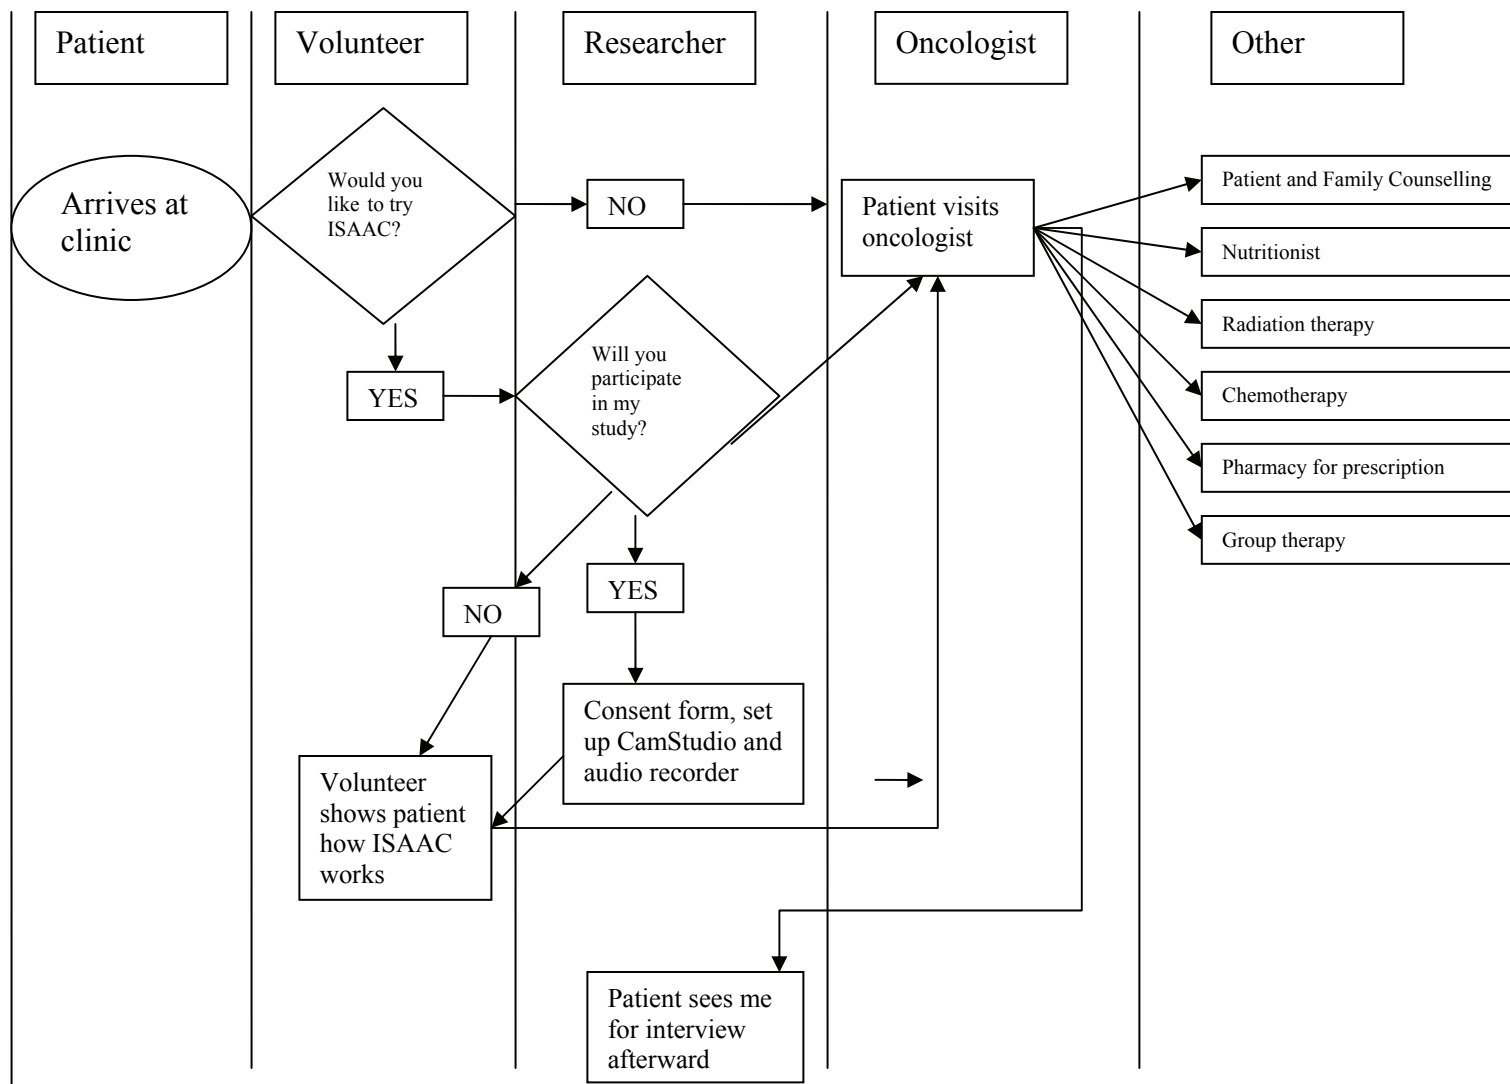 Patient
Volunteer
Researcher
Oncologist
Other
Arrives at
clinic
Would you
like to try
ISAAC?
NO
Patient visits
oncologist
Patient and Family Counselling
Nutritionist
Radiation therapy
Chemotherapy
Pharmacy for prescription
Group therapy
YES
Will you
participate
in my
study?
NO
YES
Consent form, set
up CamStudio and
audio recorder
Volunteer
shows patient
how ISAAC
works
Patient sees me
for interview
afterward